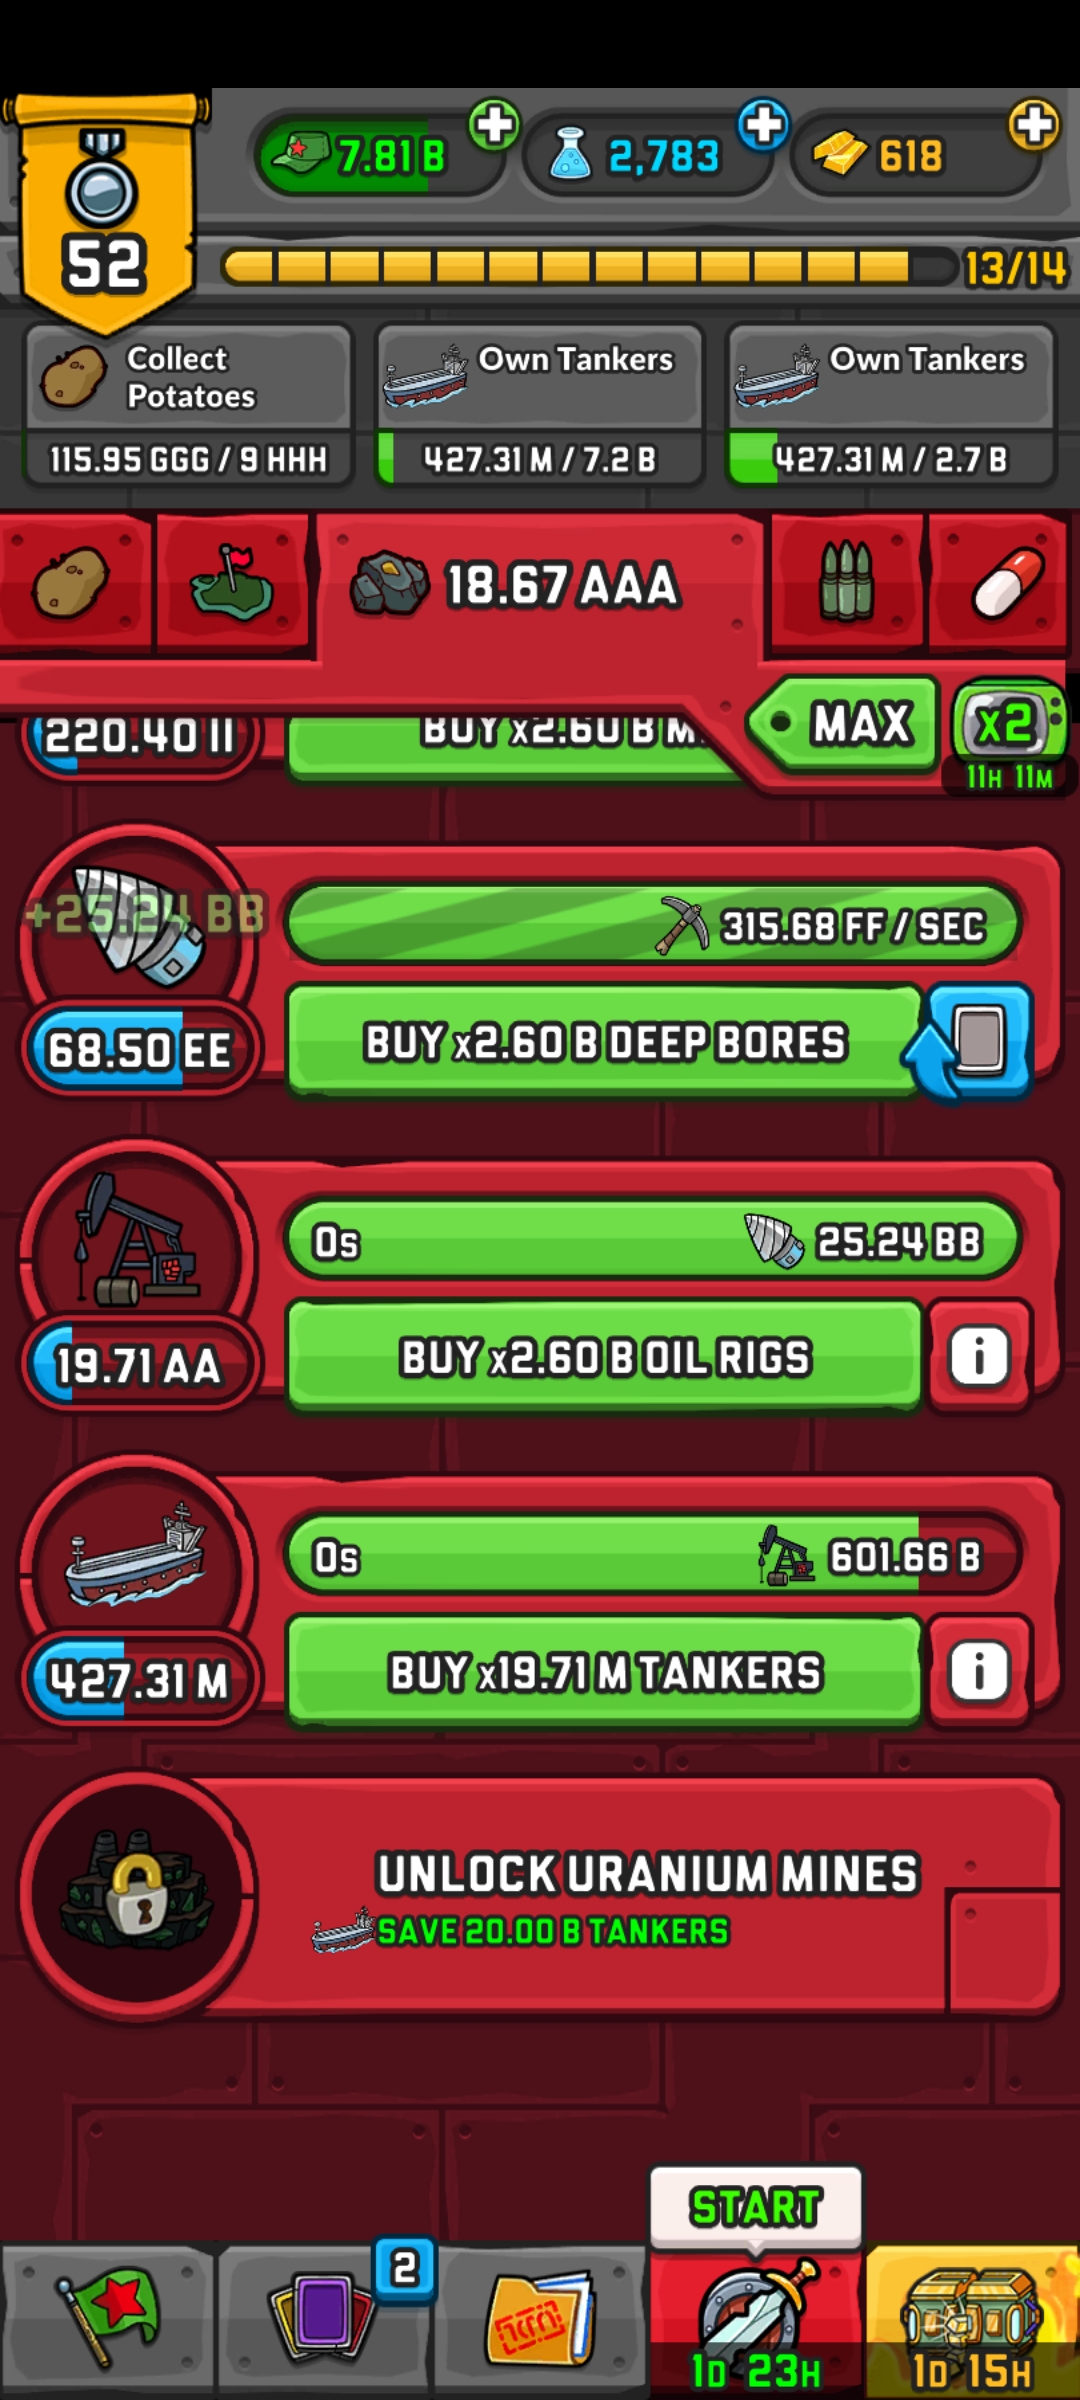 7.81 B
2,783
618
52
13/14
Collect Potatoes
115.95 GGG / 9 HHH
Own Tankers
427.31 M / 7.2 B
Own Tankers
427.31 M / 2.7 B
18.67 AAA
MAX
x2
11H 11M
220.40 II
BUY x2.60 B M
+25.24 BB
315.68 FF / SEC
68.50 EE
BUY x2.60 B DEEP BORES
0s
25.24 BB
19.71 AA
BUY x2.60 B OIL RIGS
i
0s
601.66 B
427.31 M
BUY x19.71 M TANKERS
i
UNLOCK URANIUM MINES
SAVE 20.00 B TANKERS
START
2
1D 23H
1D 15H